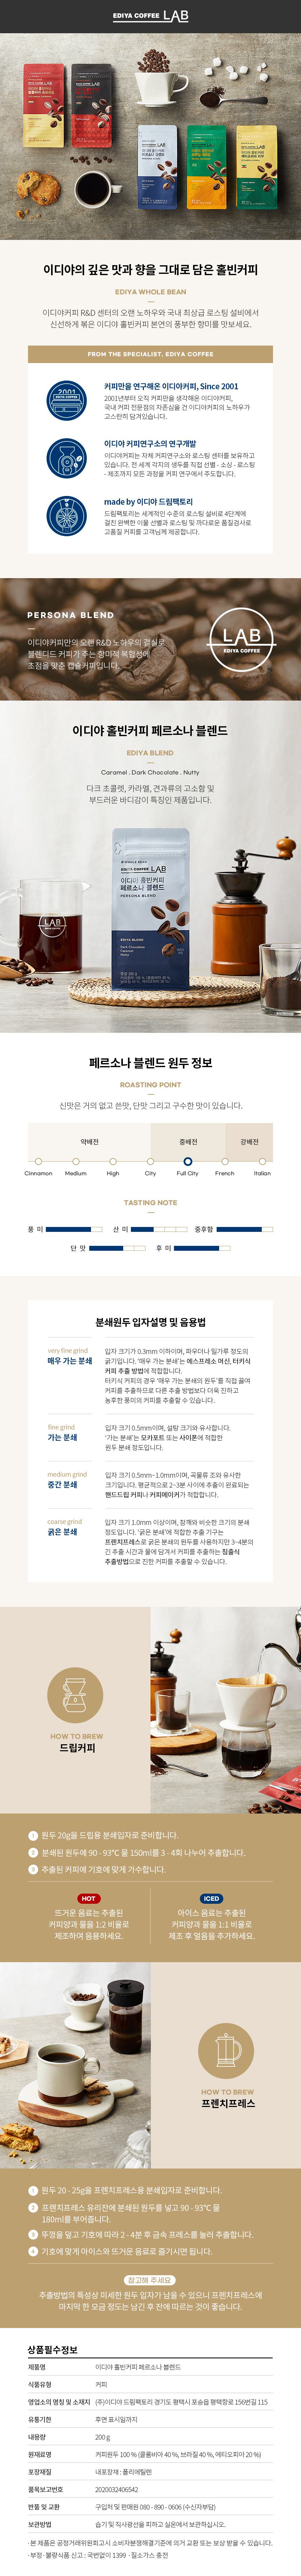 EDIYA COFFEE LAB
이디야의 깊은 맛과 향을 그대로 담은 홀빈커피
EDIYA WHOLE BEAN
이디야커피 R&D 센터의 오랜 노하우와 국내 최상급 로스팅 설비에서
신선하게 볶은 이디야 홀빈커피 본연의 풍부한 향미를 맛보세요.
FROM THE SPECIALIST, EDIYA COFFEE
2001
커피만을 연구해온 이디야커피, Since 2001
2001년부터 오직 커피만 생각해온 이디야커피,
국내 커피 전문점의 자존심을 건 이디야커피의 노하우가
고스란히 담겨있습니다.
이디야 커피연구소의 연구개발
이디야커피는 자체 커피연구소와 로스팅 센터를 보유하고
있습니다. 전 세계 각지의 생두를 직접 선별 - 소싱 - 로스팅
- 제조까지 모든 과정을 커피 연구에서 주도합니다.
made by 이디야 드림팩토리
드림팩토리는 세계적인 수준의 로스팅 설비로 4단계에
걸친 완벽한 이물 선별과 로스팅 및 까다로운 품질검사로
고품질 커피를 고객님께 제공합니다.
PERSONA BLEND
이디야커피만의 오랜 R&D 노하우의 결실로
블렌디드 커피가 주는 향미적 복합성에
초점을 맞춘 캡슐커피입니다.
LAB
EDIYA COFFEE
이디야 홀빈커피 페르소나 블렌드
EDIYA BLEND
Caramel . Dark Chocolate . Nutty
다크 초콜렛, 카라멜, 견과류의 고소함 및
부드러운 바디감이 특징인 제품입니다.
WHOLE BEAN
EDIYA COFFEE LAB
이디야 홀빈커피
페르소나 블렌드
PERSONA BLEND
LAB
EDIYA BLEND
Dark Chocolate
Caramel
Nutty
페르소나 블렌드 원두 정보
ROASTING POINT
신맛은 거의 없고 쓴맛, 단맛 그리고 구수한 맛이 있습니다.
약배전 중배전 강배전
Cinnamon Medium High City Full City French Italian
TASTING NOTE
풍 미 산 미 중후함
단 맛 후 미
분쇄원두 입자설명 및 음용법
very fine grind
매우 가는 분쇄
입자 크기가 0.3mm 이하이며, 파우더나 밀가루 정도의
굵기입니다. '매우 가는 분쇄'는 에스프레소 머신, 터키식
커피 추출 방법에 적합합니다.
터키식 커피의 경우 '매우 가는 분쇄의 원두'를 직접 끓여
커피를 추출하므로 다른 추출 방법보다 더욱 진하고
농후한 풍미의 커피를 추출할 수 있습니다.
fine grind
가는 분쇄
입자 크기 0.5mm이며, 설탕 크기와 유사합니다.
'가는 분쇄'는 모카포트 또는 사이폰에 적합한
원두 분쇄 정도입니다.
medium grind
중간 분쇄
입자 크기 0.5mm~1.0mm이며, 곡물류 조와 유사한
크기입니다. 평균적으로 2~3분 사이에 추출이 완료되는
핸드드립 커피나 커피메이커가 적합합니다.
coarse grind
굵은 분쇄
입자 크기 1.0mm 이상이며, 참깨와 비슷한 크기의 분쇄
정도입니다. '굵은 분쇄'에 적합한 추출 기구는
프렌치프레스로 굵은 분쇄의 원두를 사용하지만 3~4분의
긴 추출 시간과 물에 담겨서 커피를 추출하는 침출식
추출방법으로 진한 커피를 추출할 수 있습니다.
HOW TO BREW
드립커피
1 원두 20g을 드립용 분쇄입자로 준비합니다.
2 분쇄된 원두에 90 - 93℃ 물 150ml를 3 - 4회 나누어 추출합니다.
3 추출된 커피에 기호에 맞게 가수합니다.
HOT
뜨거운 음료는 추출된
커피양과 물을 1:2 비율로
제조하여 음용하세요.
ICED
아이스 음료는 추출된
커피양과 물을 1:1 비율로
제조 후 얼음을 추가하세요.
HOW TO BREW
프렌치프레스
1 원두 20 - 25g을 프렌치프레스용 분쇄입자로 준비합니다.
2 프렌치프레스 유리잔에 분쇄된 원두를 넣고 90 - 93℃ 물
180ml를 부어줍니다.
3 뚜껑을 덮고 기호에 따라 2 - 4분 후 금속 프레스를 눌러 추출합니다.
4 기호에 맞게 아이스와 뜨거운 음료로 즐기시면 됩니다.
참고해 주세요
추출방법의 특성상 미세한 원두 입자가 남을 수 있으니 프렌치프레스에
마지막 한 모금 정도는 남긴 후 잔에 따르는 것이 좋습니다.
상품필수정보
제품명 이디야 홀빈커피 페르소나 블렌드
식품유형 커피
영업소의 명칭 및 소재지 (주)이디야 드림팩토리 경기도 평택시 포승읍 평택항로 156번길 115
유통기한 후면 표시일까지
내용량 200 g
원재료명 커피원두 100 % (콜롬비아 40 %, 브라질 40 %, 에티오피아 20 %)
포장재질 내포장재 : 폴리에틸렌
품목보고번호 2020032406542
반품 및 교환 구입처 및 판매원 080 - 890 - 0606 (수신자부담)
보관방법 습기 및 직사광선을 피하고 실온에서 보관하십시오.
· 본 제품은 공정거래위원회고시 소비자분쟁해결기준에 의거 교환 또는 보상 받을 수 있습니다.
· 부정·불량식품 신고 : 국번없이 1399 · 질소가스 충전